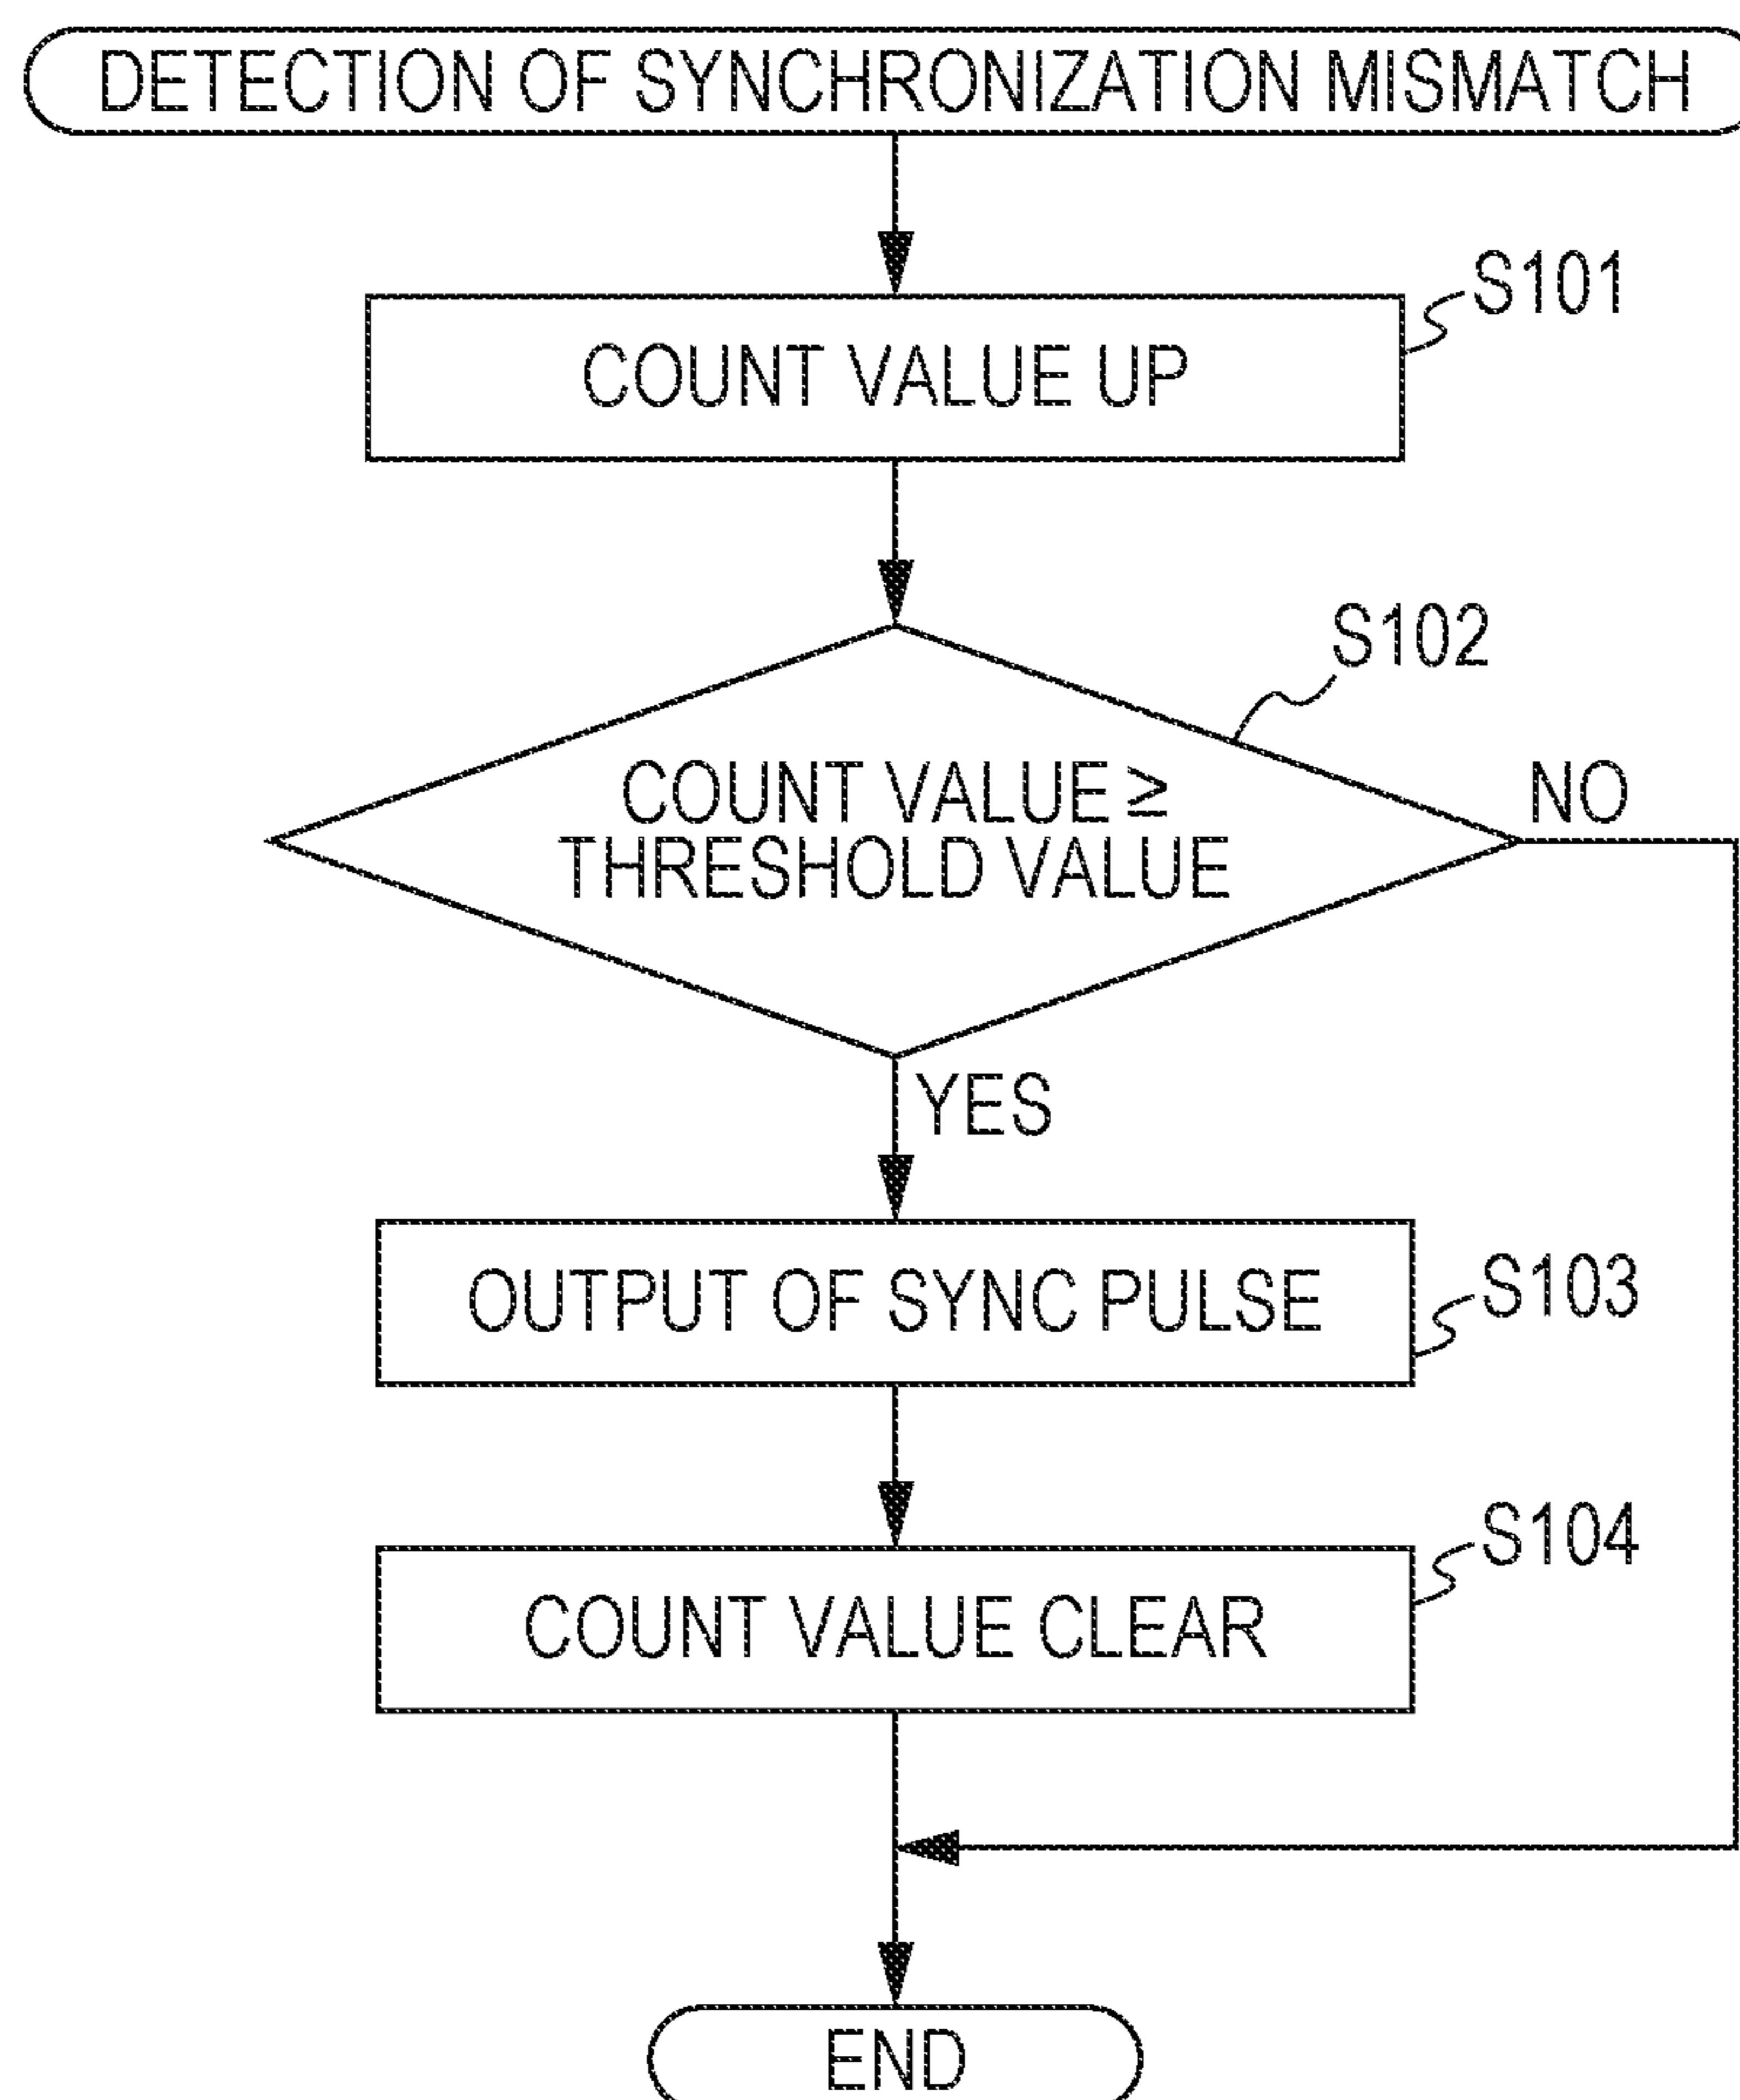 DETECTION OF SYNCHRONIZATION MISMATCH
S101
COUNT VALUE UP
S102
COUNT VALUE ≥
THRESHOLD VALUE
NO
YES
OUTPUT OF SYNC PULSE
S103
S104
COUNT VALUE CLEAR
END